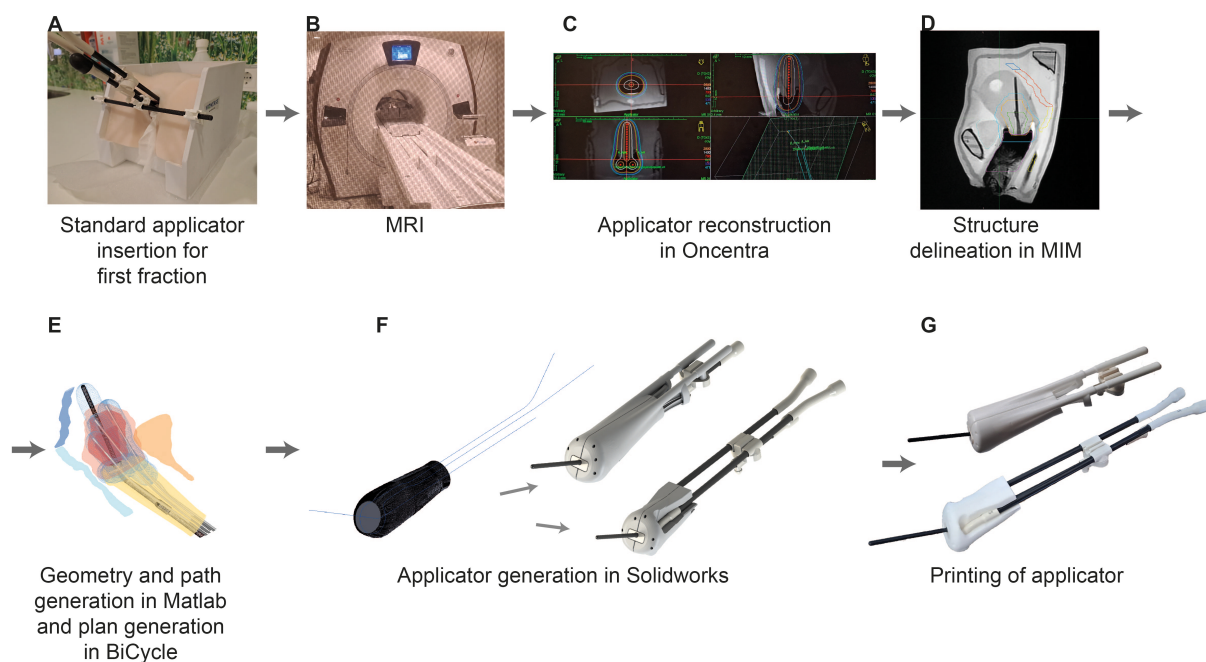 A
B
C
D
Standard applicator
insertion for
first fraction
MRI
Applicator reconstruction
in Oncentra
Structure
delineation in MIM
E
F
G
Geometry and path
generation in Matlab
and plan generation
in BiCycle
Applicator generation in Solidworks
Printing of applicator